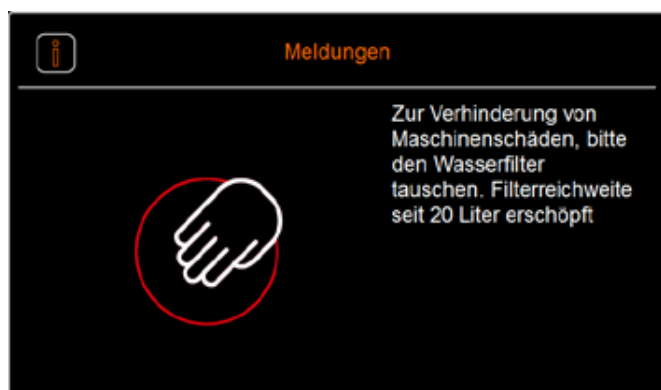 Meldungen
Zur Verhinderung von
Maschinenschäden, bitte
den Wasserfilter
tauschen. Filterreichweite
seit 20 Liter erschöpft